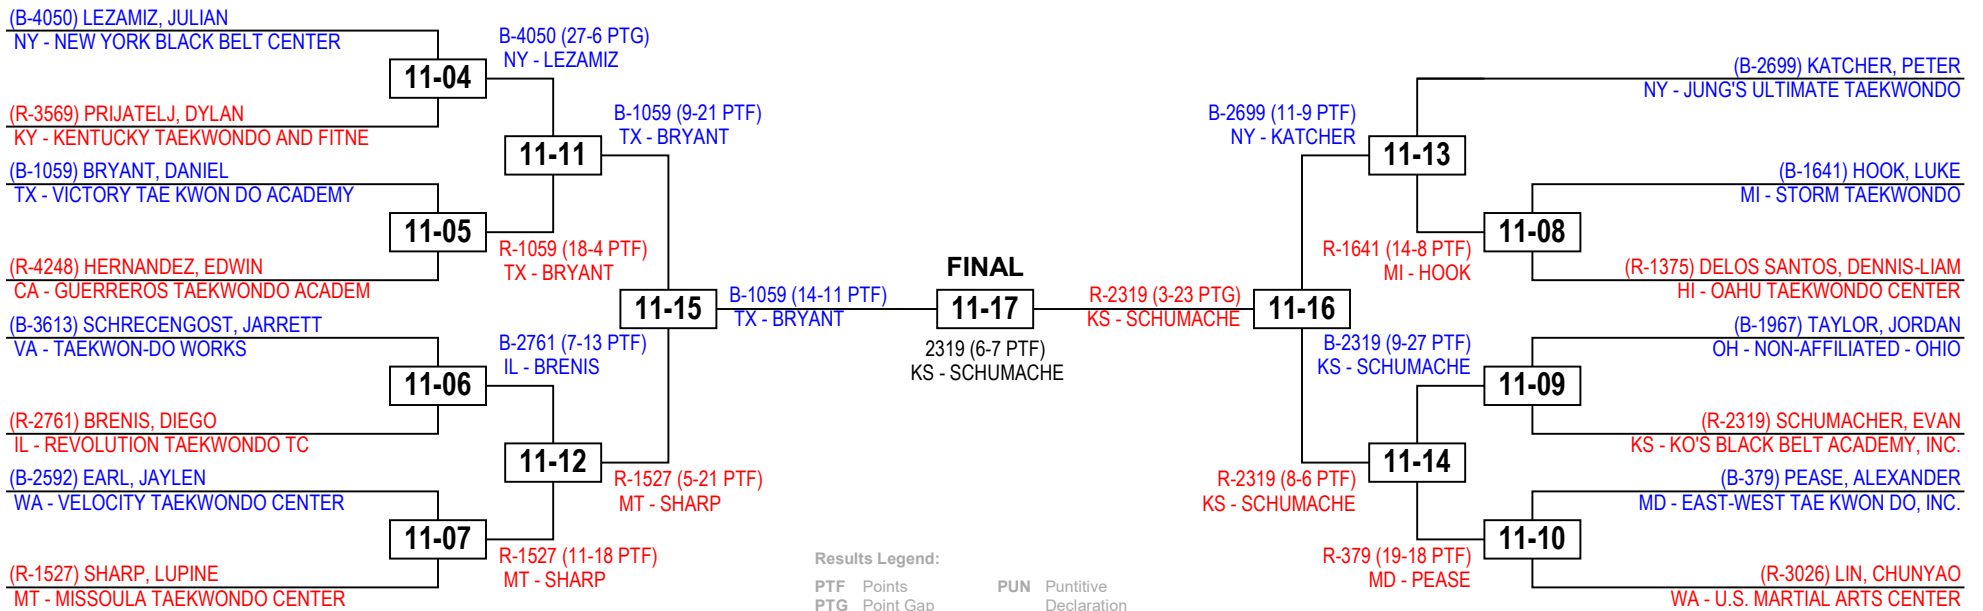 (B-4050) LEZAMIZ, JULIAN
NY - NEW YORK BLACK BELT CENTER
11-04
(R-3569) PRIJATELJ, DYLAN
KY - KENTUCKY TAEKWONDO AND FITNE
B-4050 (27-6 PTG)
NY - LEZAMIZ
(B-1059) BRYANT, DANIEL
TX - VICTORY TAE KWON DO ACADEMY
11-05
(R-4248) HERNANDEZ, EDWIN
CA - GUERREROS TAEKWONDO ACADEM
R-1059 (18-4 PTF)
TX - BRYANT
11-11
B-1059 (9-21 PTF)
TX - BRYANT
(B-3613) SCHRECENGOST, JARRETT
VA - TAEKWON-DO WORKS
11-06
(R-2761) BRENIS, DIEGO
IL - REVOLUTION TAEKWONDO TC
B-2761 (7-13 PTF)
IL - BRENIS
(B-2592) EARL, JAYLEN
WA - VELOCITY TAEKWONDO CENTER
11-07
(R-1527) SHARP, LUPINE
MT - MISSOULA TAEKWONDO CENTER
R-1527 (11-18 PTF)
MT - SHARP
11-12
R-1527 (5-21 PTF)
MT - SHARP
11-15
B-1059 (14-11 PTF)
TX - BRYANT
FINAL
11-17
2319 (6-7 PTF)
KS - SCHUMACHE
R-2319 (3-23 PTG)
KS - SCHUMACHE
11-16
B-2699 (11-9 PTF)
NY - KATCHER
11-13
(B-2699) KATCHER, PETER
NY - JUNG'S ULTIMATE TAEKWONDO
R-1641 (14-8 PTF)
MI - HOOK
11-08
(B-1641) HOOK, LUKE
MI - STORM TAEKWONDO
(R-1375) DELOS SANTOS, DENNIS-LIAM
HI - OAHU TAEKWONDO CENTER
R-2319 (8-6 PTF)
KS - SCHUMACHE
11-14
B-2319 (9-27 PTF)
KS - SCHUMACHE
11-09
(B-1967) TAYLOR, JORDAN
OH - NON-AFFILIATED - OHIO
(R-2319) SCHUMACHER, EVAN
KS - KO'S BLACK BELT ACADEMY, INC.
R-379 (19-18 PTF)
MD - PEASE
11-10
(B-379) PEASE, ALEXANDER
MD - EAST-WEST TAE KWON DO, INC.
(R-3026) LIN, CHUNYAO
WA - U.S. MARTIAL ARTS CENTER
Results Legend:
PTF Points
PTG Point Gap
PUN Puntitive
Declaration